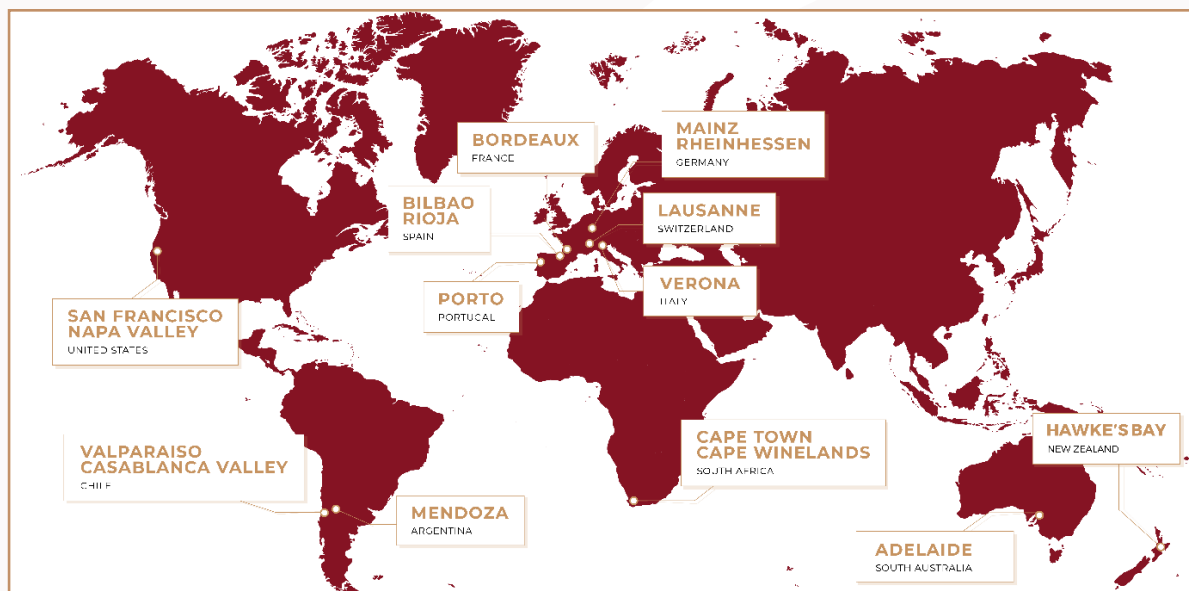 BORDEAUX
FRANCE
MAINZ
RHEINHESSEN
GERMANY
BILBAO
RIOJA
SPAIN
LAUSANNE
SWITZERLAND
PORTO
PORTUCAL
VERONA
ITALY
SAN FRANCISCO
NAPA VALLEY
UNITED STATES
VALPARAISO
CASABLANCA VALLEY
CHILE
CAPE TOWN
CAPE WINELANDS
SOUTH AFRICA
HAWKE'S BAY
NEW ZEALAND
MENDOZA
ARGENTINA
ADELAIDE
SOUTH AUSTRALIA